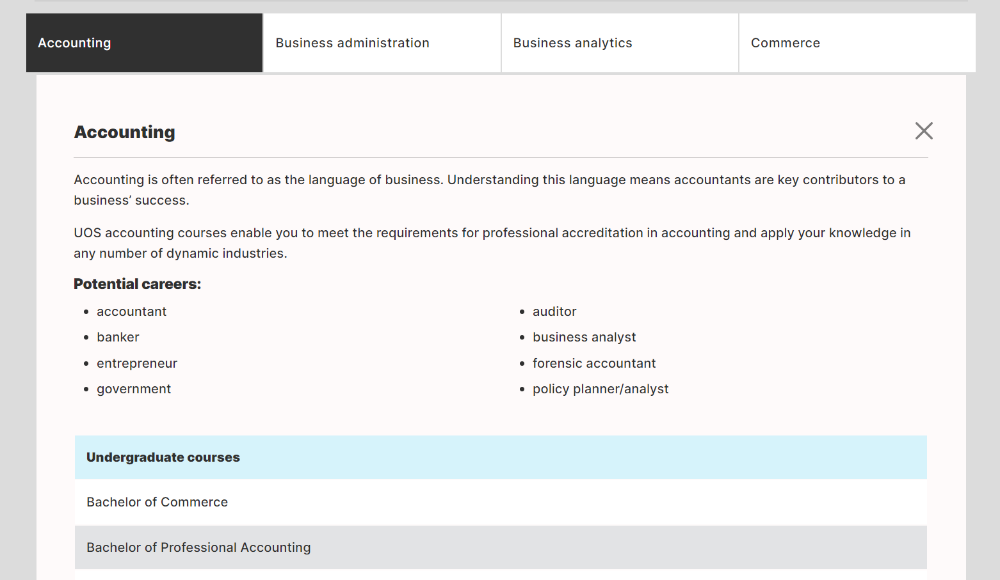 Accounting
Business administration
Business analytics
Commerce
Accounting
Accounting is often referred to as the language of business. Understanding this language means accountants are key contributors to a
business’ success.
UOS accounting courses enable you to meet the requirements for professional accreditation in accounting and apply your knowledge in
any number of dynamic industries.
Potential careers:
accountant
auditor
banker
business analyst
entrepreneur
forensic accountant
government
policy planner/analyst
Undergraduate courses
Bachelor of Commerce
Bachelor of Professional Accounting